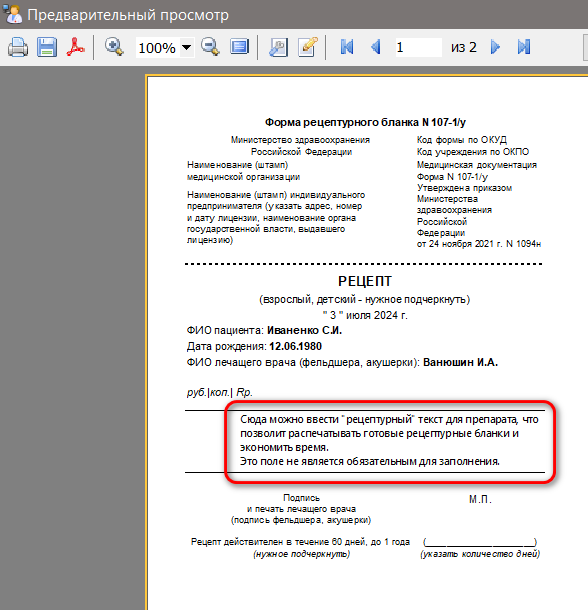 Предварительный просмотр
100%
1
из 2
Форма рецептурного бланка N 107-1/у
Министерство здравоохранения
Российской Федерации
Наименование (штамп)
медицинской организации
Наименование (штамп) индивидуального
предпринимателя (указать адрес, номер
и дату лицензии, наименование органа
государственной власти, выдавшего
лицензию)
Код формы по ОКУД
Код учреждения по ОКПО
Медицинская документация
Форма N 107-1/у
Утверждена приказом
Министерства
здравоохранения
Российской
Федерации
от 24 ноября 2021 г. N 1094н
РЕЦЕПТ
(взрослый, детский - нужное подчеркнуть)
" 3 " июля 2024 г.
ФИО пациента: Иваненко С.И.
Дата рождения: 12.06.1980
ФИО лечащего врача (фельдшера, акушерки): Ванюшин И.А.
руб.|коп.| Rp.
Сюда можно ввести "рецептурный" текст для препарата, что
позволит распечатывать готовые рецептурные бланки и
экономить время.
Это поле не является обязательным для заполнения.
Подпись
и печать лечащего врача
(подпись фельдшера, акушерки)
М.П.
Рецепт действителен в течение 60 дней, до 1 года (____________________)
(нужное подчеркнуть) (указать количество дней)